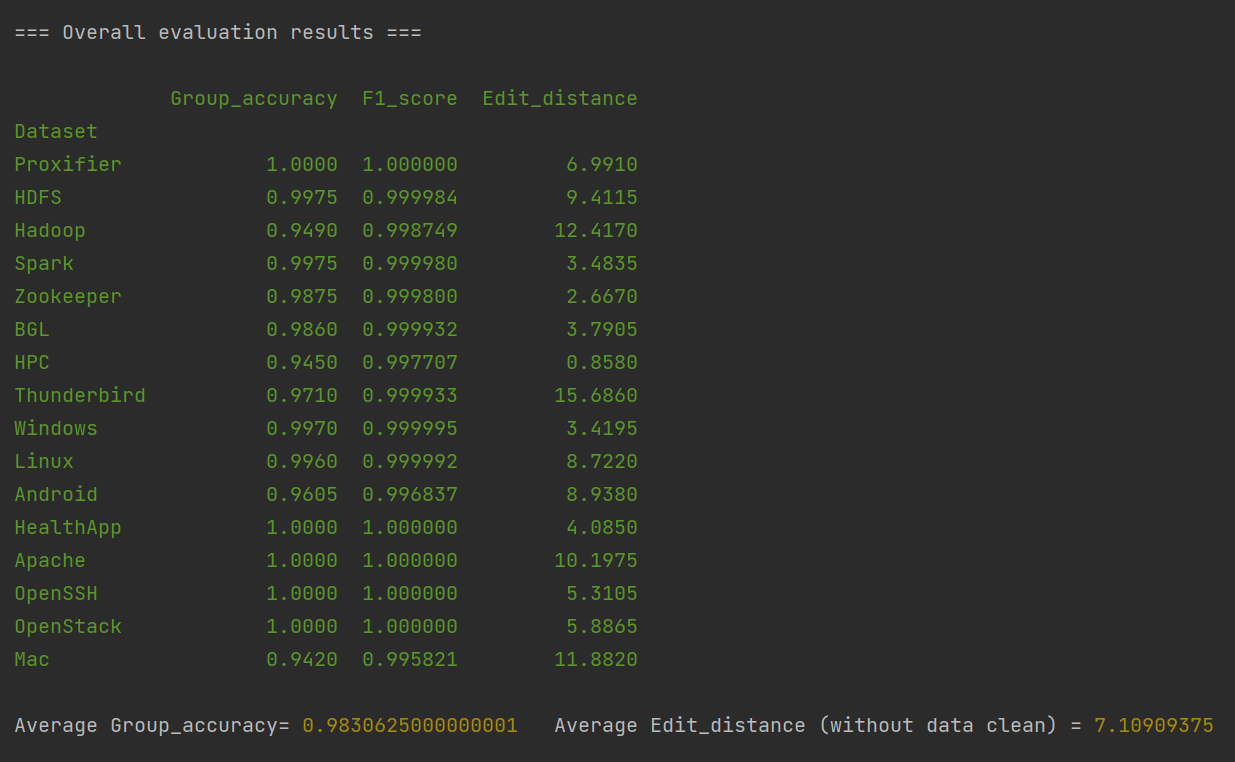 === Overall evaluation results ===
Group_accuracy F1_score Edit_distance
Dataset
Proxifier 1.0000 1.000000 6.9910
HDFS 0.9975 0.999984 9.4115
Hadoop 0.9490 0.998749 12.4170
Spark 0.9975 0.999980 3.4835
Zookeeper 0.9875 0.999800 2.6670
BGL 0.9860 0.999932 3.7905
HPC 0.9450 0.997707 0.8580
Thunderbird 0.9710 0.999933 15.6860
Windows 0.9970 0.999995 3.4195
Linux 0.9960 0.999992 8.7220
Android 0.9605 0.996837 8.9380
HealthApp 1.0000 1.000000 4.0850
Apache 1.0000 1.000000 10.1975
OpenSSH 1.0000 1.000000 5.3105
OpenStack 1.0000 1.000000 5.8865
Mac 0.9420 0.995821 11.8820
Average Group_accuracy= 0.9830625000000001 Average Edit_distance (without data clean) = 7.10909375